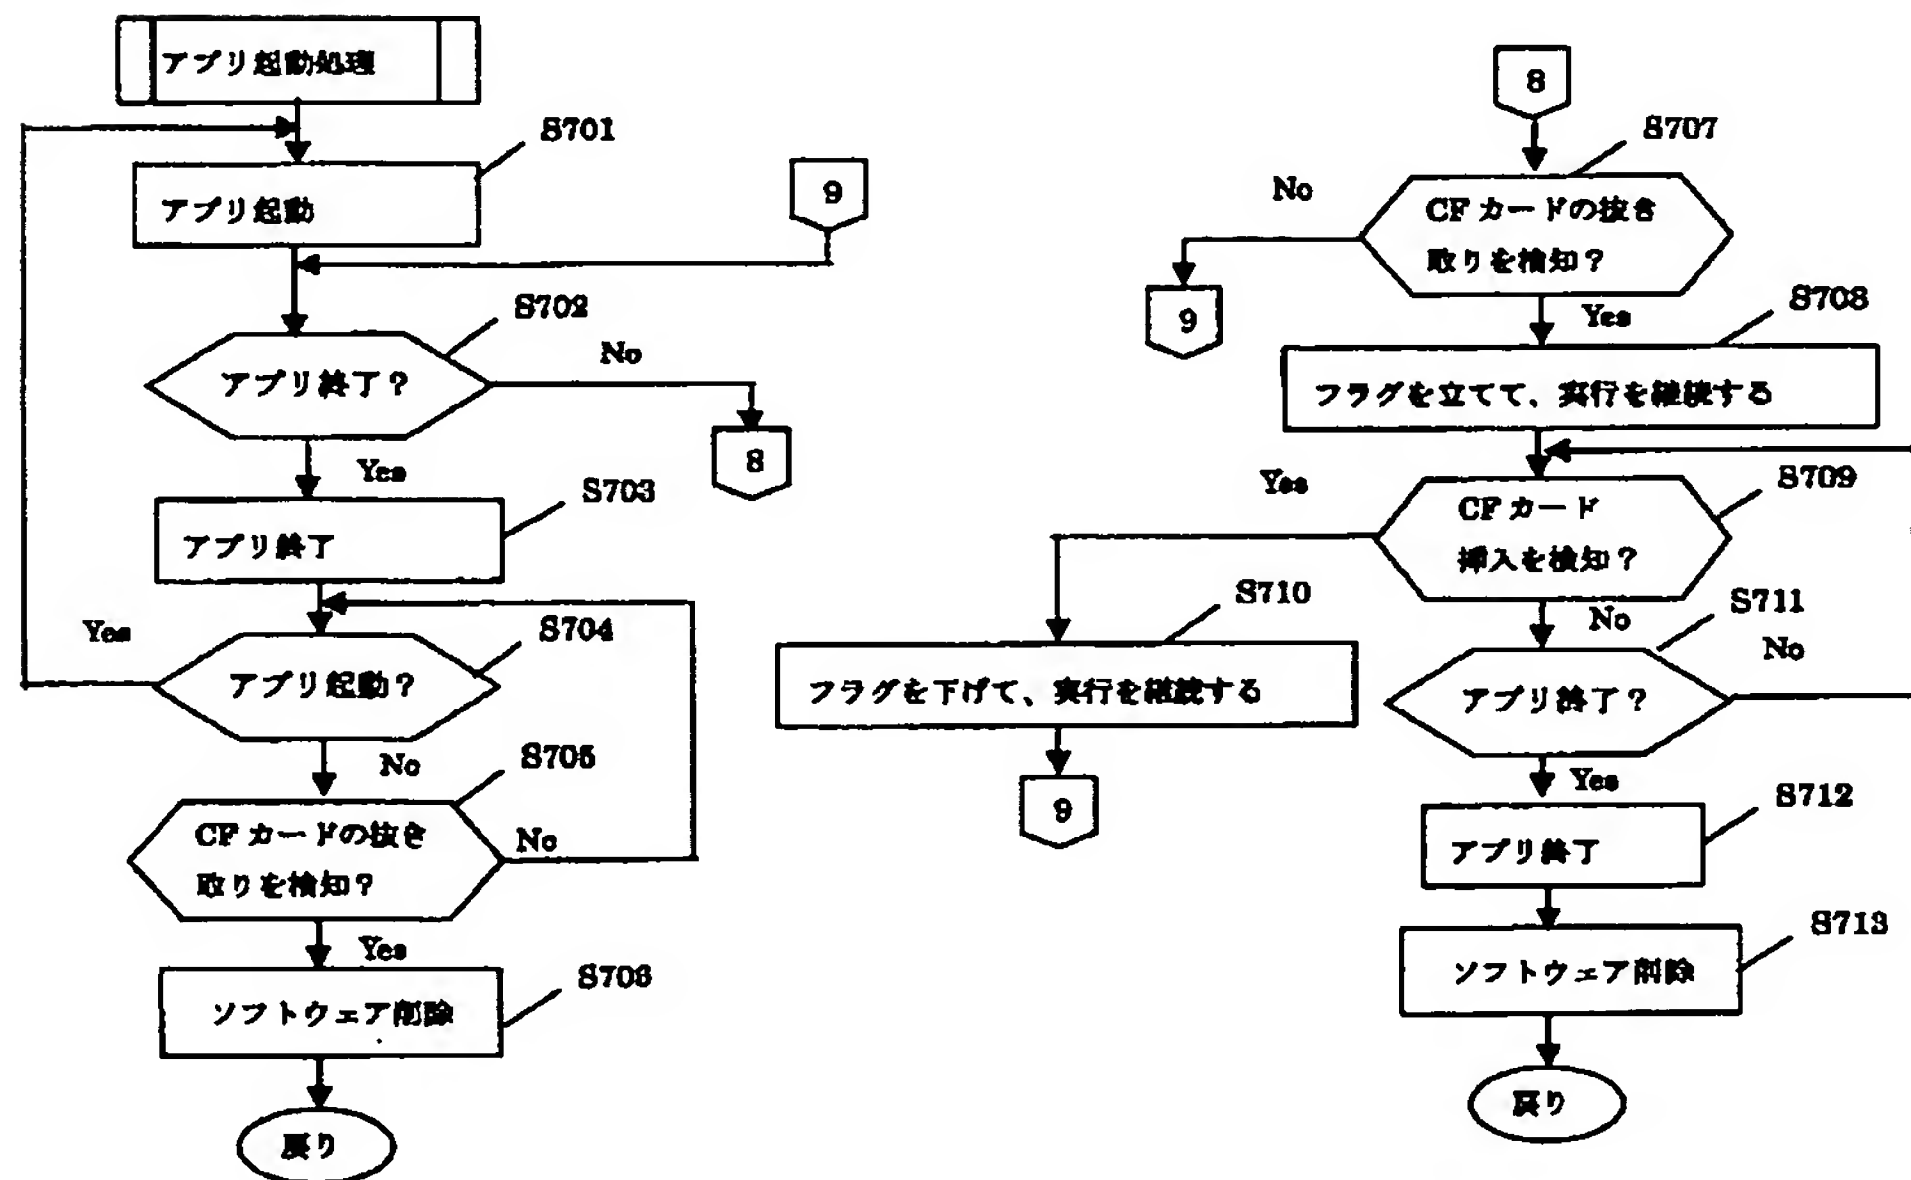 アプリ起動処理
S701
アプリ起動
9
S702
アプリ終了？
No
8
Yes
S703
アプリ終了
S704
アプリ起動？
Yes
No
S705
CFカードの抜き
取りを検知？
No
Yes
S706
ソフトウェア削除
戻り
8
S707
CFカードの抜き
取りを検知？
No
9
Yes
S708
フラグを立てて、実行を継続する
S709
CFカード
挿入を検知？
Yes
S710
フラグを下げて、実行を継続する
9
No
S711
アプリ終了？
No
Yes
S712
アプリ終了
S713
ソフトウェア削除
戻り